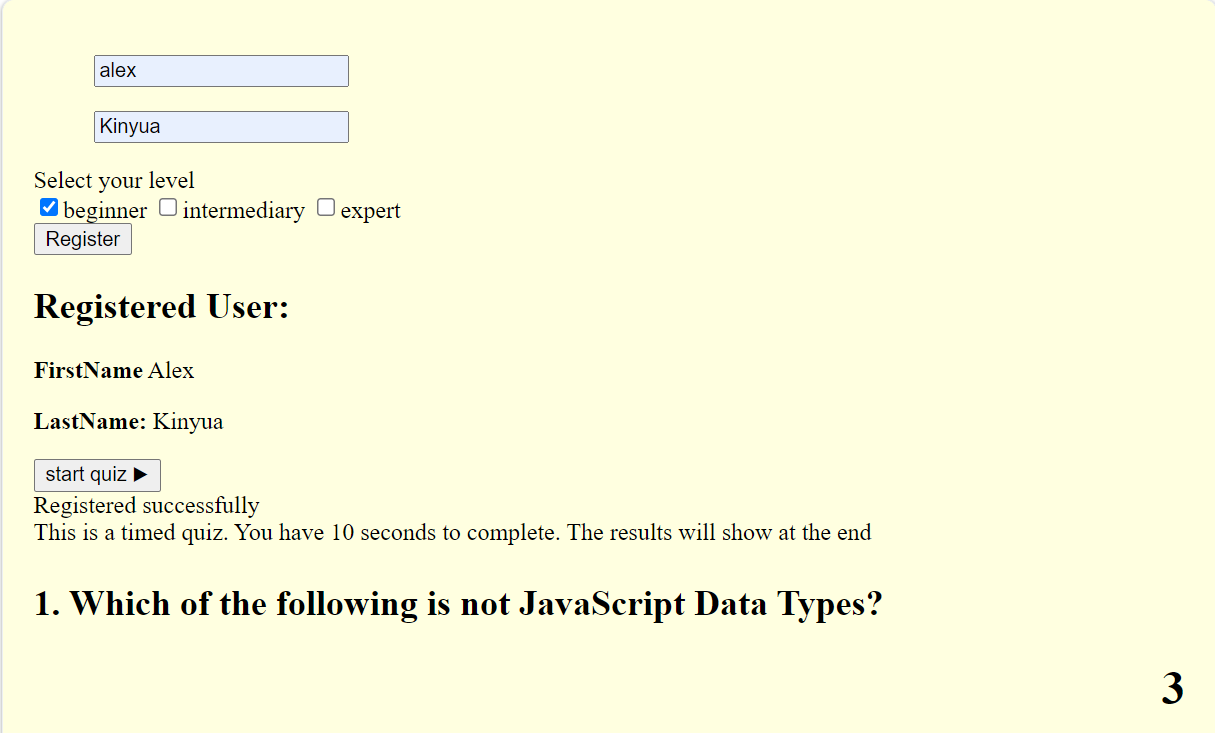 alex
Kinyua
Select your level
beginner intermediary expert
Register
Registered User:
FirstName Alex
LastName: Kinyua
start quiz ▶
Registered successfully
This is a timed quiz. You have 10 seconds to complete. The results will show at the end
1. Which of the following is not JavaScript Data Types?
3